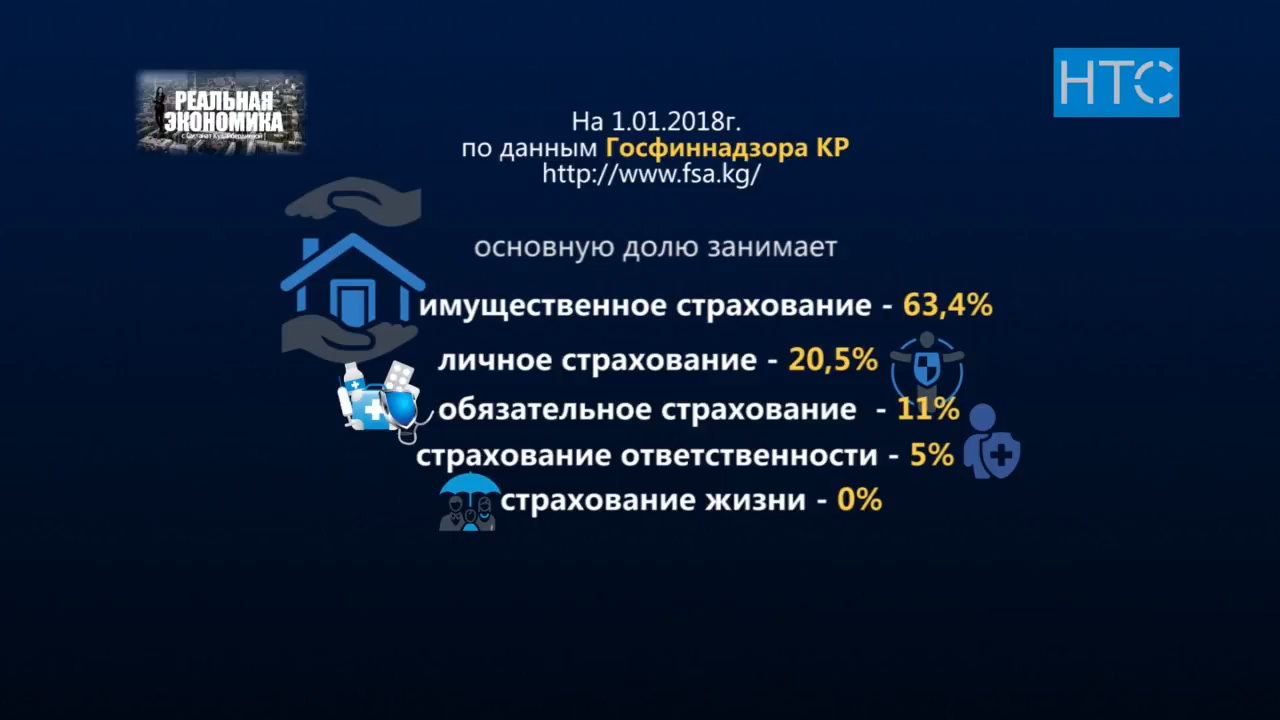 РЕАЛЬНАЯ
ЭКОНОМИКА
НТС
На 1.01.2018г.
по данным Госфиннадзора КР
http://www.fsa.kg/
основную долю занимает
имущественное страхование - 63,4%
личное страхование - 20,5%
обязательное страхование - 11%
страхование ответственности - 5%
страхование жизни - 0%